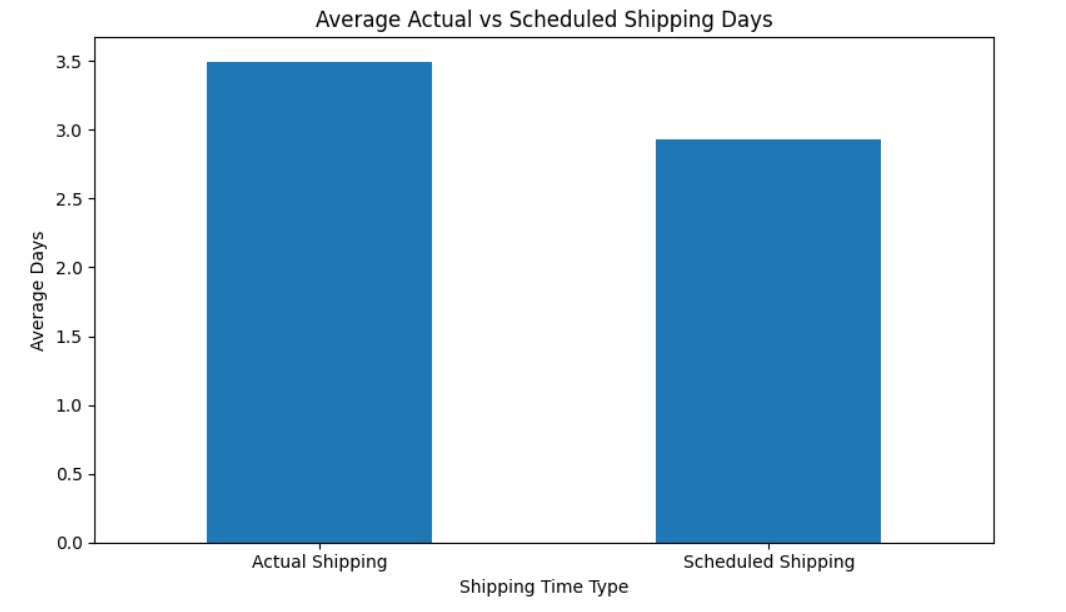 Average Actual vs Scheduled Shipping Days
Average Days
3.5
3.0
2.5
2.0
1.5
1.0
0.5
0.0
Actual Shipping
Scheduled Shipping
Shipping Time Type